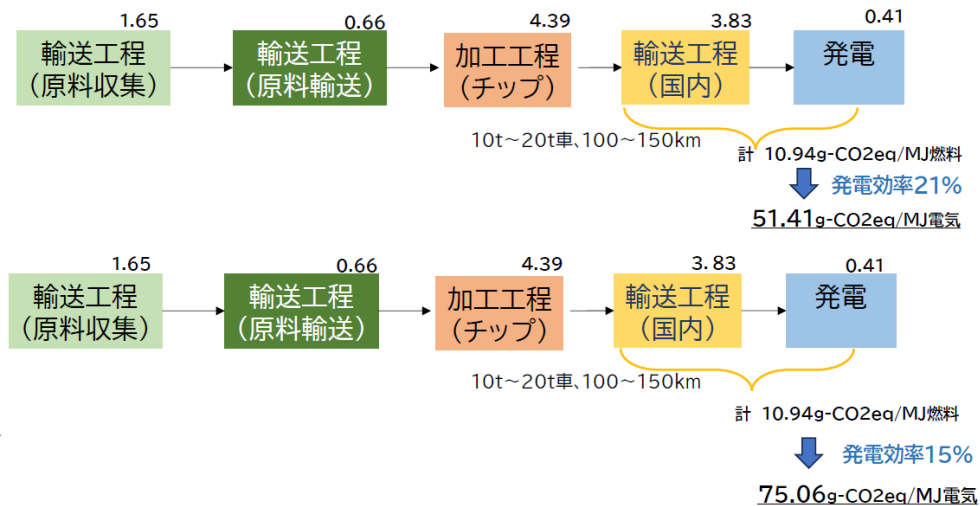 1.65
0.66
4.39
3.83
0.41
輸送工程
(原料収集)
輸送工程
(原料輸送)
加工工程
(チップ)
輸送工程
(国内)
発電
10t~20t車、100~150km
計 10.94g-CO2eq/MJ燃料
発電効率21%
51.41g-CO2eq/MJ電気
1.65
0.66
4.39
3.83
0.41
輸送工程
(原料収集)
輸送工程
(原料輸送)
加工工程
(チップ)
輸送工程
(国内)
発電
10t~20t車、100~150km
計 10.94g-CO2eq/MJ燃料
発電効率15%
75.06g-CO2eq/MJ電気